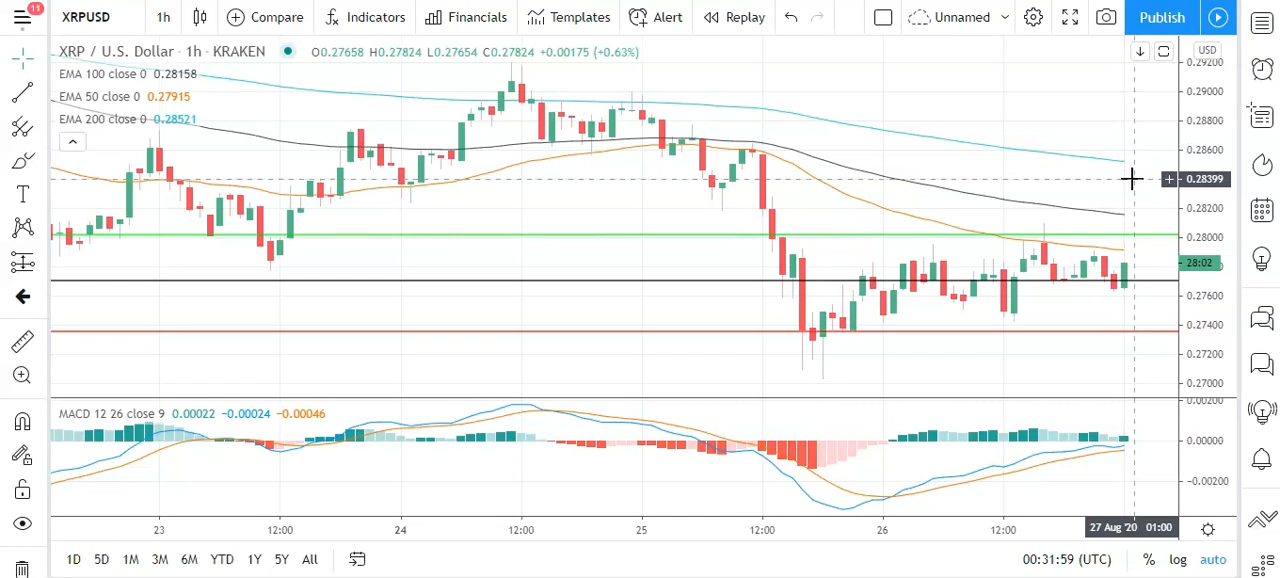 11
XRPUSD 1h Compare Indicators Financials Templates Alert Replay Unnamed Publish
XRP / U.S. Dollar · 1h · KRAKEN O0.27658 H0.27824 L0.27654 C0.27824 +0.00175 (+0.63%)
USD
EMA 100 close 0 0.28158
EMA 50 close 0 0.27915
EMA 200 close 0 0.28521
0.29200
0.29000
0.28800
0.28600
0.28399
0.28200
0.28000
28:02
0.27600
0.27400
0.27200
0.27000
MACD 12 26 close 9 0.00022 −0.00024 −0.00046
0.00200
0.00000
−0.00200
23 12:00 24 12:00 25 12:00 26 12:00 27 Aug '20 01:00
1D 5D 1M 3M 6M YTD 1Y 5Y All 00:31:59 (UTC) % log auto